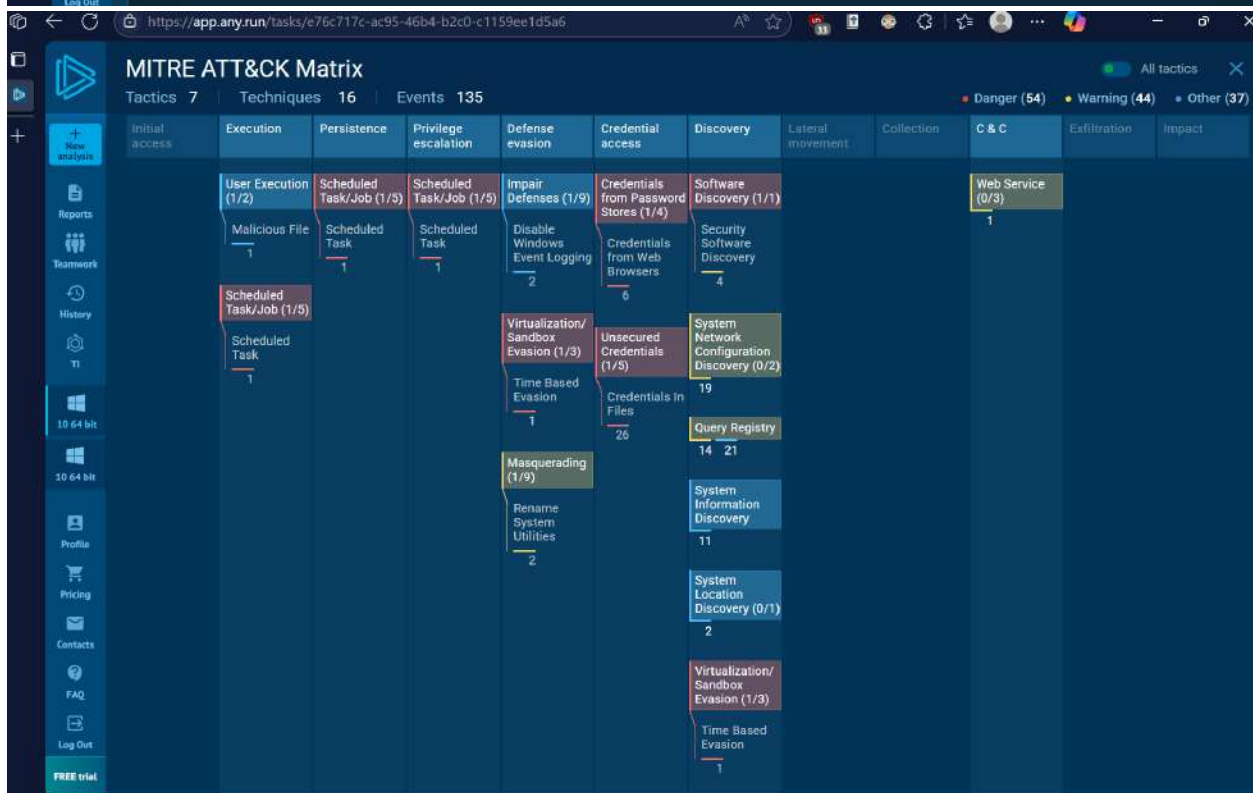 Log Out
https://app.any.run/tasks/e76c717c-ac95-46b4-b2c0-c1159ee1d5a6
33
MITRE ATT&CK Matrix
All tactics
Tactics 7
Techniques 16
Events 135
Danger (54)
Warning (44)
Other (37)
+
New
analysis
Reports
Teamwork
History
TI
10 64 bit
10 64 bit
Profile
Pricing
Contacts
FAQ
Log Out
FREE trial
Initial
access
Execution
User Execution
(1/2)
Malicious File
1
Scheduled
Task/Job (1/5)
Scheduled
Task
1
Persistence
Scheduled
Task/Job (1/5)
Scheduled
Task
1
Privilege
escalation
Scheduled
Task/Job (1/5)
Scheduled
Task
1
Defense
evasion
Impair
Defenses (1/9)
Disable
Windows
Event Logging
2
Virtualization/
Sandbox
Evasion (1/3)
Time Based
Evasion
1
Masquerading
(1/9)
Rename
System
Utilities
2
Credential
access
Credentials
from Password
Stores (1/4)
Credentials
from Web
Browsers
6
Unsecured
Credentials
(1/5)
Credentials In
Files
26
Discovery
Software
Discovery (1/1)
Security
Software
Discovery
4
System
Network
Configuration
Discovery (0/2)
19
Query Registry
14 21
System
Information
Discovery
11
System
Location
Discovery (0/1)
2
Virtualization/
Sandbox
Evasion (1/3)
Time Based
Evasion
1
Lateral
movement
Collection
C & C
Web Service
(0/3)
1
Exfiltration
Impact